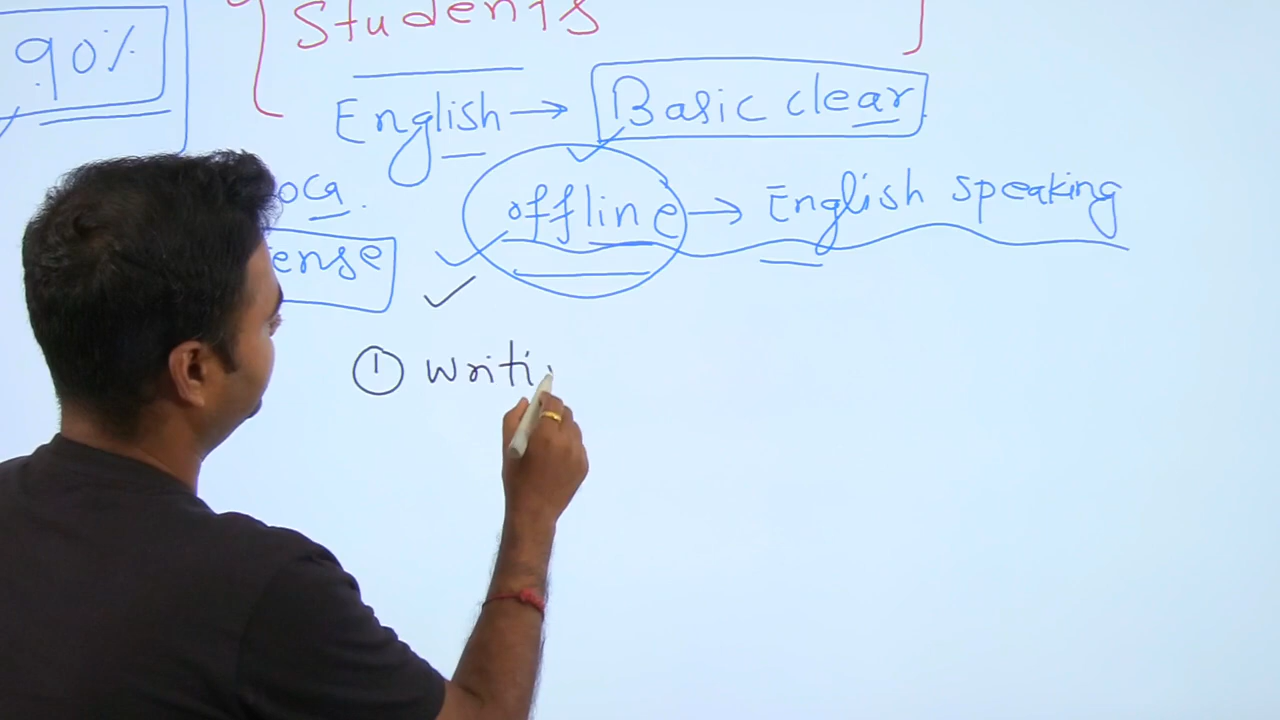 90%
Students
English → Basic clear
oca.
offline → English speaking
ense
① writi